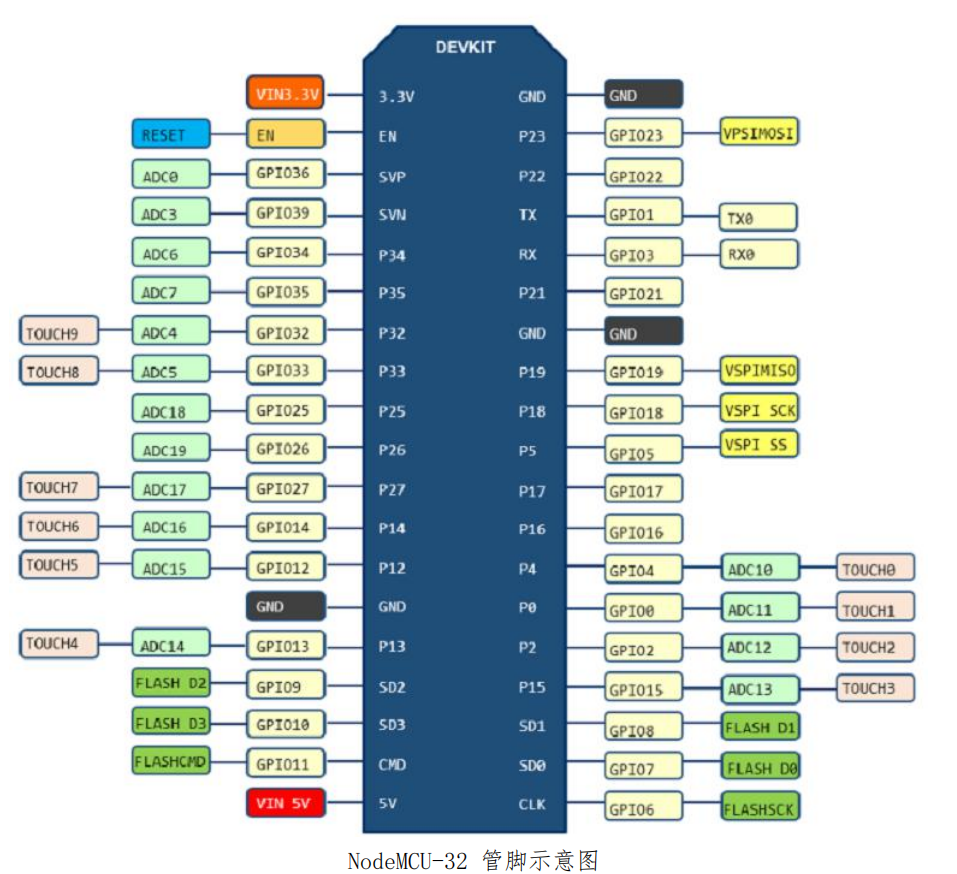 DEVKIT
VIN3.3V 3.3V GND GND
RESET EN EN P23 GPIO23 VPSIMOSI
ADC0 GPIO36 SVP P22 GPIO22
ADC3 GPIO39 SVN TX GPIO1 TX0
ADC6 GPIO34 P34 RX GPIO3 RX0
ADC7 GPIO35 P35 P21 GPIO21
TOUCH9 ADC4 GPIO32 P32 GND GND
TOUCH8 ADC5 GPIO33 P33 P19 GPIO19 VSPIMISO
ADC18 GPIO25 P25 P18 GPIO18 VSPI SCK
ADC19 GPIO26 P26 P5 GPIO5 VSPI SS
TOUCH7 ADC17 GPIO27 P27 P17 GPIO17
TOUCH6 ADC16 GPIO14 P14 P16 GPIO16
TOUCH5 ADC15 GPIO12 P12 P4 GPIO4 ADC10 TOUCH0
GND GND P0 GPIO0 ADC11 TOUCH1
TOUCH4 ADC14 GPIO13 P13 P2 GPIO2 ADC12 TOUCH2
FLASH D2 GPIO9 SD2 P15 GPIO15 ADC13 TOUCH3
FLASH D3 GPIO10 SD3 SD1 GPIO8 FLASH D1
FLASHCMD GPIO11 CMD SD0 GPIO7 FLASH D0
VIN 5V 5V CLK GPIO6 FLASHSCK
NodeMCU-32 管脚示意图